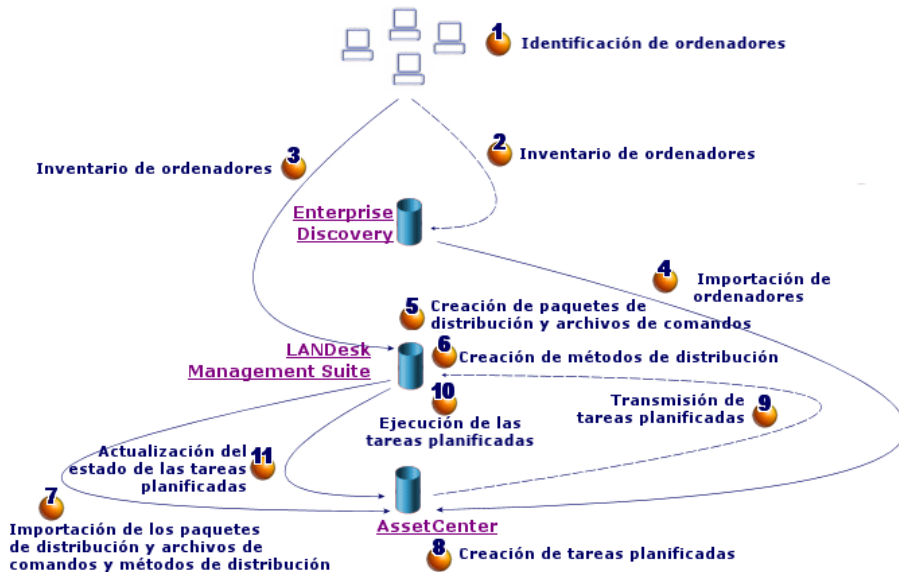 1 Identificación de ordenadores
2 Inventario de ordenadores
Inventario de ordenadores 3
Enterprise
Discovery
4 Importación de
ordenadores
5 Creación de paquetes de
distribución y archivos de comandos
LANDesk
Management Suite
6 Creación de métodos de distribución
10
Ejecución de las
tareas planificadas
Transmisión de
tareas planificadas 9
Actualización del
estado de las tareas
planificadas 11
7
Importación de los paquetes
de distribución y archivos de
comandos y métodos de distribución
AssetCenter
8 Creación de tareas planificadas